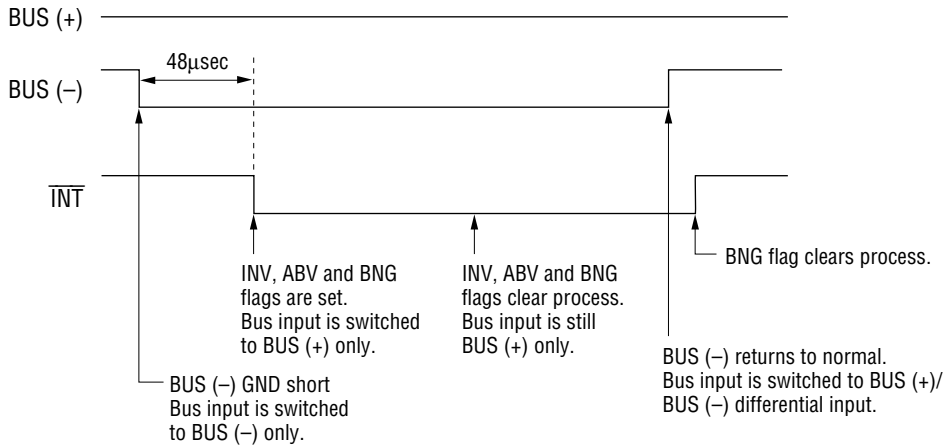 BUS (+)
48μsec
BUS (–)
INT
BNG flag clears process.
INV, ABV and BNG
flags are set.
Bus input is switched
to BUS (+) only.
INV, ABV and BNG
flags clear process.
Bus input is still
BUS (+) only.
BUS (–) returns to normal.
Bus input is switched to BUS (+)/
BUS (–) differential input.
BUS (–) GND short
Bus input is switched
to BUS (–) only.